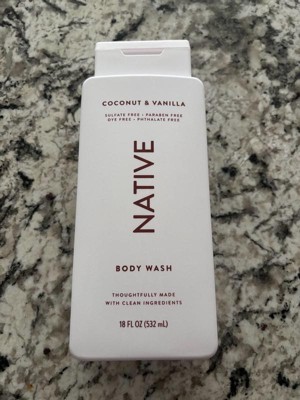 COCONUT & VANILLA
SULFATE FREE - PARABEN FREE
DYE FREE - PHTHALATE FREE
NATIVE
BODY WASH
THOUGHTFULLY MADE
WITH CLEAN INGREDIENTS
18 FL OZ (532 mL)